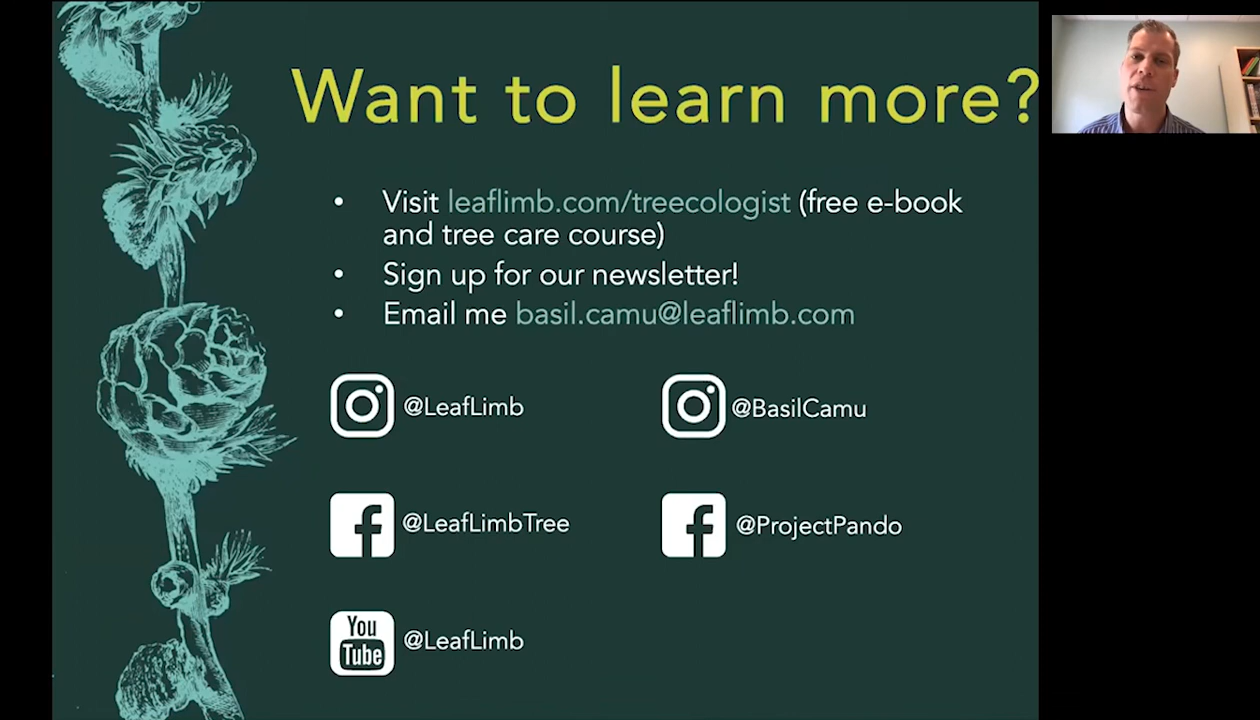 Want to learn more?
• Visit leaflimb.com/treecologist (free e-book
and tree care course)
• Sign up for our newsletter!
• Email me basil.camu@leaflimb.com
@LeafLimb
@BasilCamu
@LeafLimbTree
@ProjectPando
You
Tube
@LeafLimb